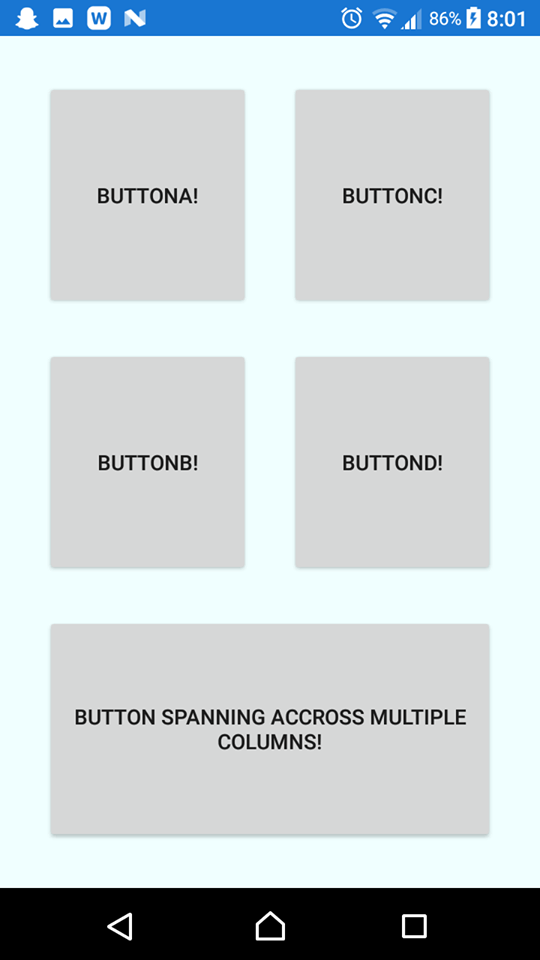 W N 86% 8:01
BUTTONA! BUTTONC!
BUTTONB! BUTTOND!
BUTTON SPANNING ACCROSS MULTIPLE
COLUMNS!